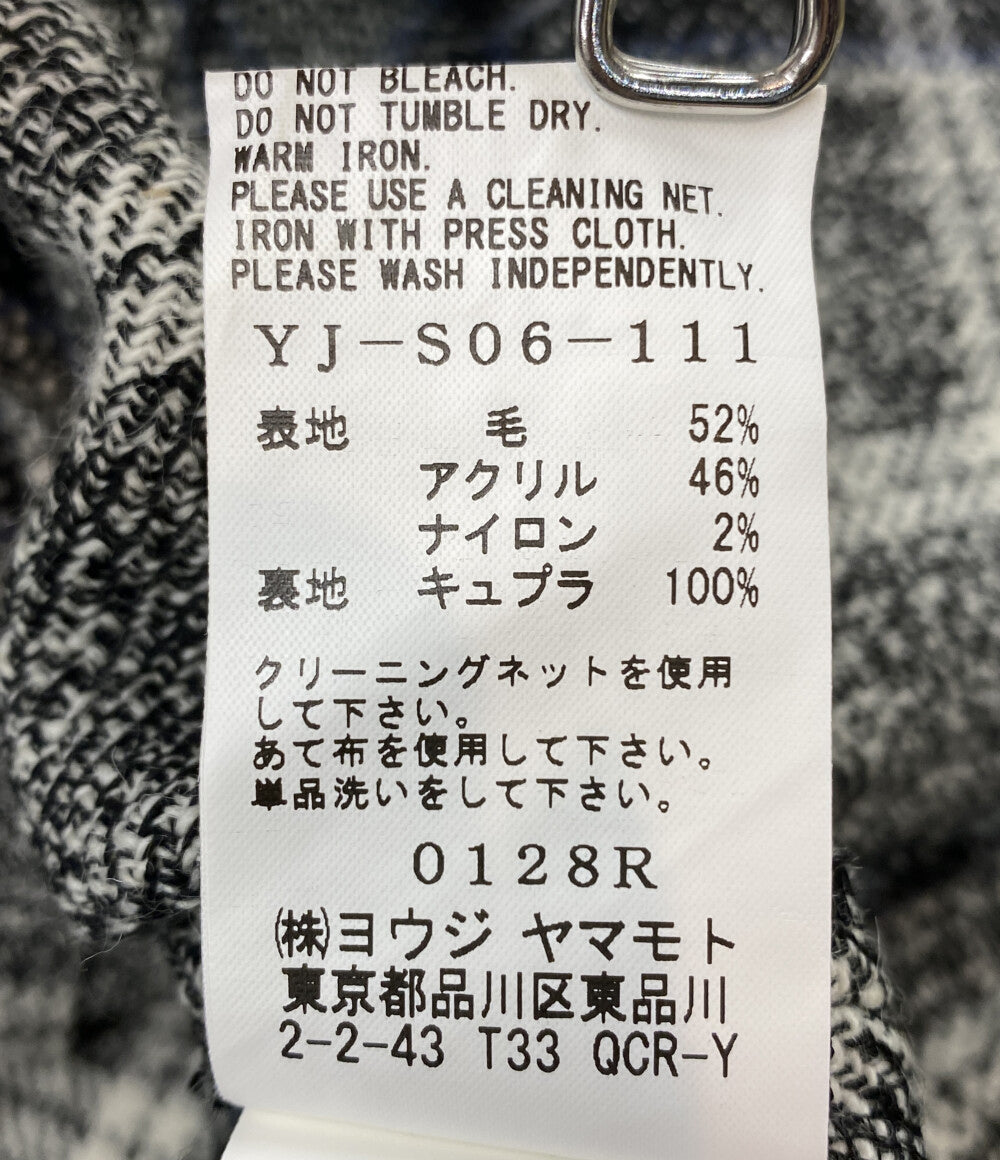 DO NOT BLEACH.
DO NOT TUMBLE DRY.
WARM IRON.
PLEASE USE A CLEANING NET.
IRON WITH PRESS CLOTH.
PLEASE WASH INDEPENDENTLY.
YJ-S06-111
表地 毛 52%
アクリル 46%
ナイロン 2%
裏地 キュプラ 100%
クリーニングネットを使用
して下さい。
あて布を使用して下さい。
単品洗いをして下さい。
0128R
㈱ヨウジ ヤマモト
東京都品川区東品川
2-2-43 T33 QCR-Y